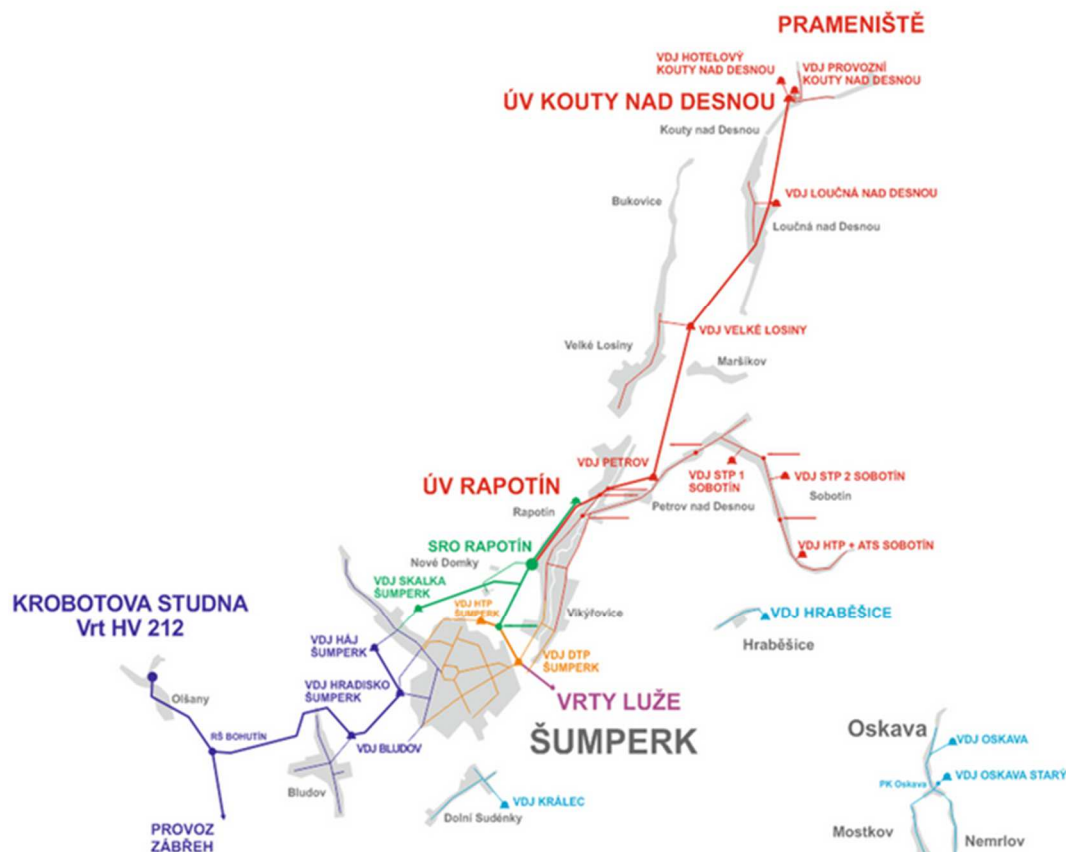 PRAMENIŠTĚ
VDJ HOTELOVÝ
KOUTY NAD DESNOU
VDJ PROVOZNÍ
KOUTY NAD DESNOU
ÚV KOUTY NAD DESNOU
Kouty nad Desnou
Bukovice
VDJ LOUČNÁ NAD DESNOU
Loučná nad Desnou
VDJ VELKÉ LOSINY
Velké Losiny
Maršíkov
VDJ PETROV
ÚV RAPOTÍN
VDJ STP 1
SOBOTÍN
VDJ STP 2 SOBOTÍN
Sobotín
Petrov nad Desnou
Rapotín
SRO RAPOTÍN
VDJ HTP + ATS SOBOTÍN
Nové Domky
VDJ SKALKA
ŠUMPERK
KROBOTOVA STUDNA
Vrt HV 212
VDJ HTP
ŠUMPERK
Vikýřovice
VDJ HRABĚŠICE
Hraběšice
VDJ HÁJ
ŠUMPERK
VDJ DTP
ŠUMPERK
VDJ HRADISKO
ŠUMPERK
Olšany
VRTY LUŽE
ŠUMPERK
RŠ BOHUTÍN
VDJ BLUDOV
Oskava
VDJ OSKAVA
VDJ OSKAVA STARÝ
PK Oskava
Bludov
VDJ KRÁLEC
Dolní Suděnky
PROVOZ
ZÁBŘEH
Mostkov
Nemrlov